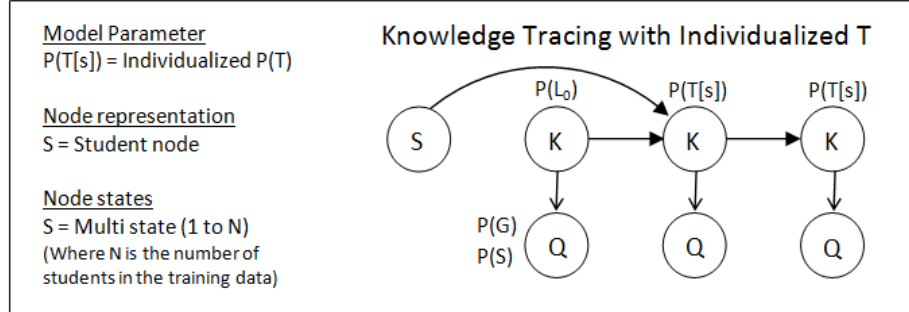 Model Parameter
P(T[s]) = Individualized P(T)
Node representation
S = Student node
Node states
S = Multi state (1 to N)
(Where N is the number of
students in the training data)
Knowledge Tracing with Individualized T
P(L₀) P(T[s]) P(T[s])
S K K K
P(G)
P(S)
Q Q Q